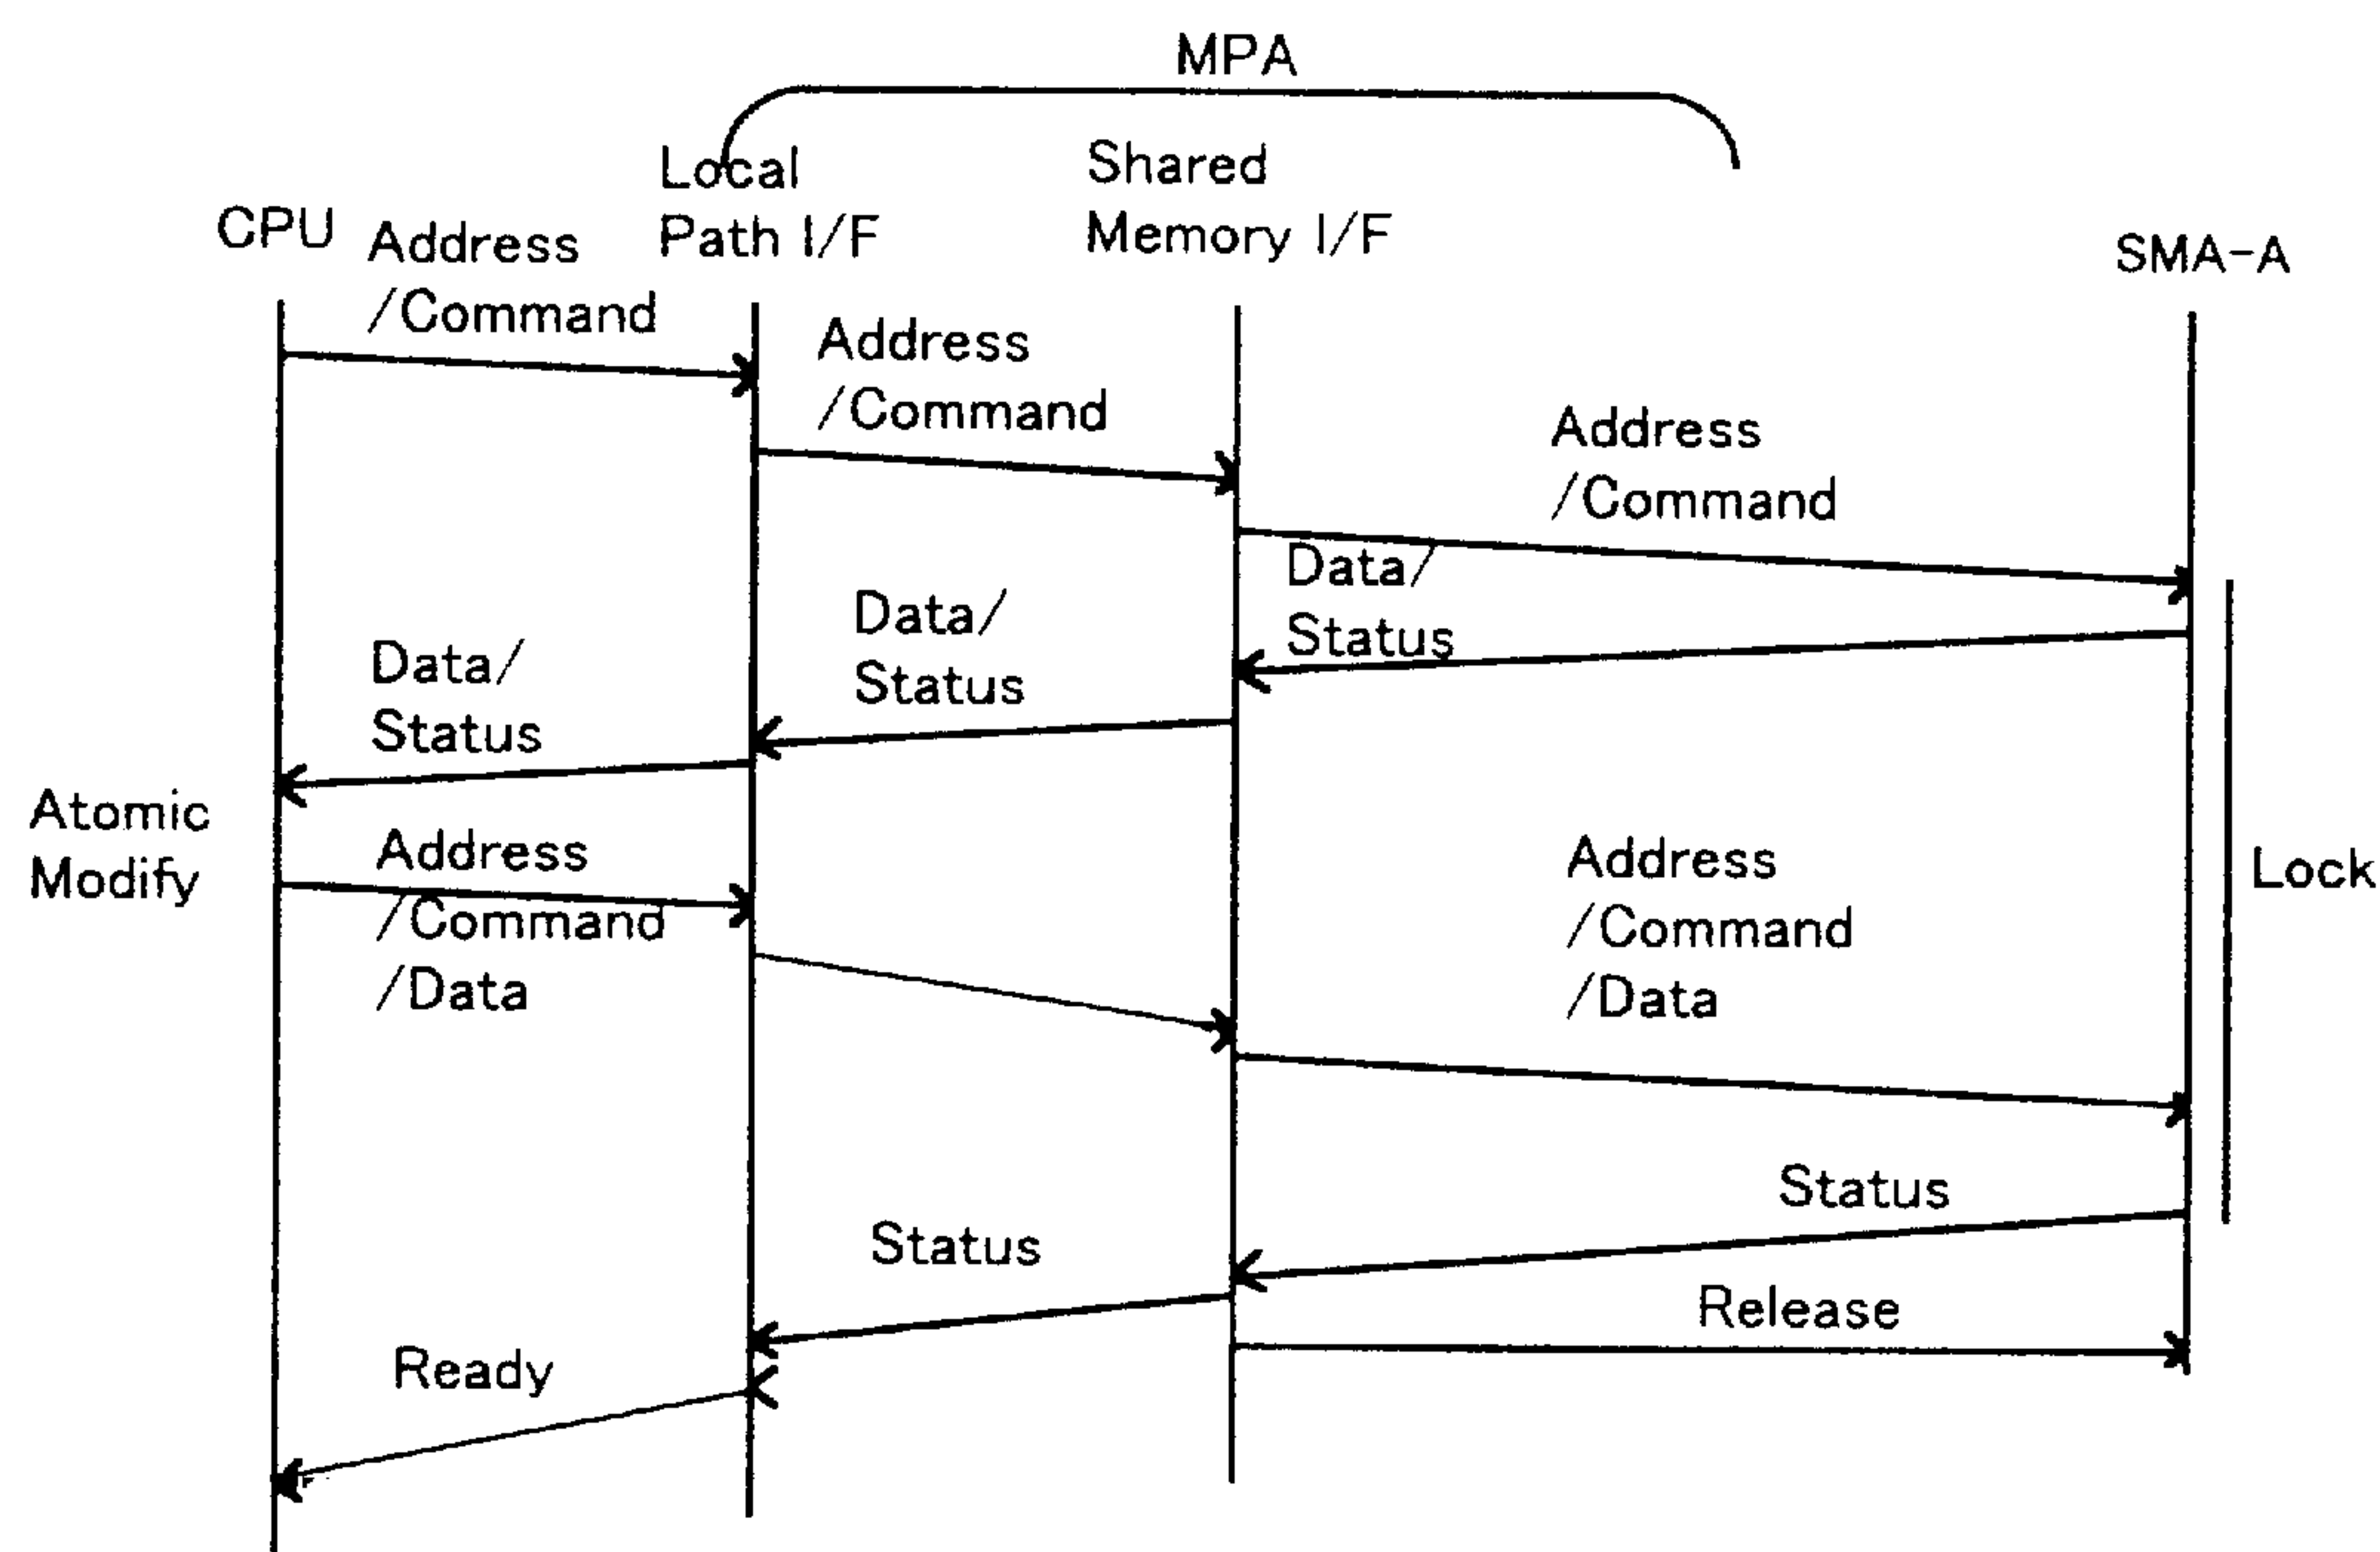 MPA
Local
Path I/F
Shared
Memory I/F
CPU
SMA-A
Address
/Command
Address
/Command
Address
/Command
Data/
Status
Data/
Status
Data/
Status
Atomic
Modify
Address
/Command
/Data
Address
/Command
/Data
Lock
Status
Status
Release
Ready